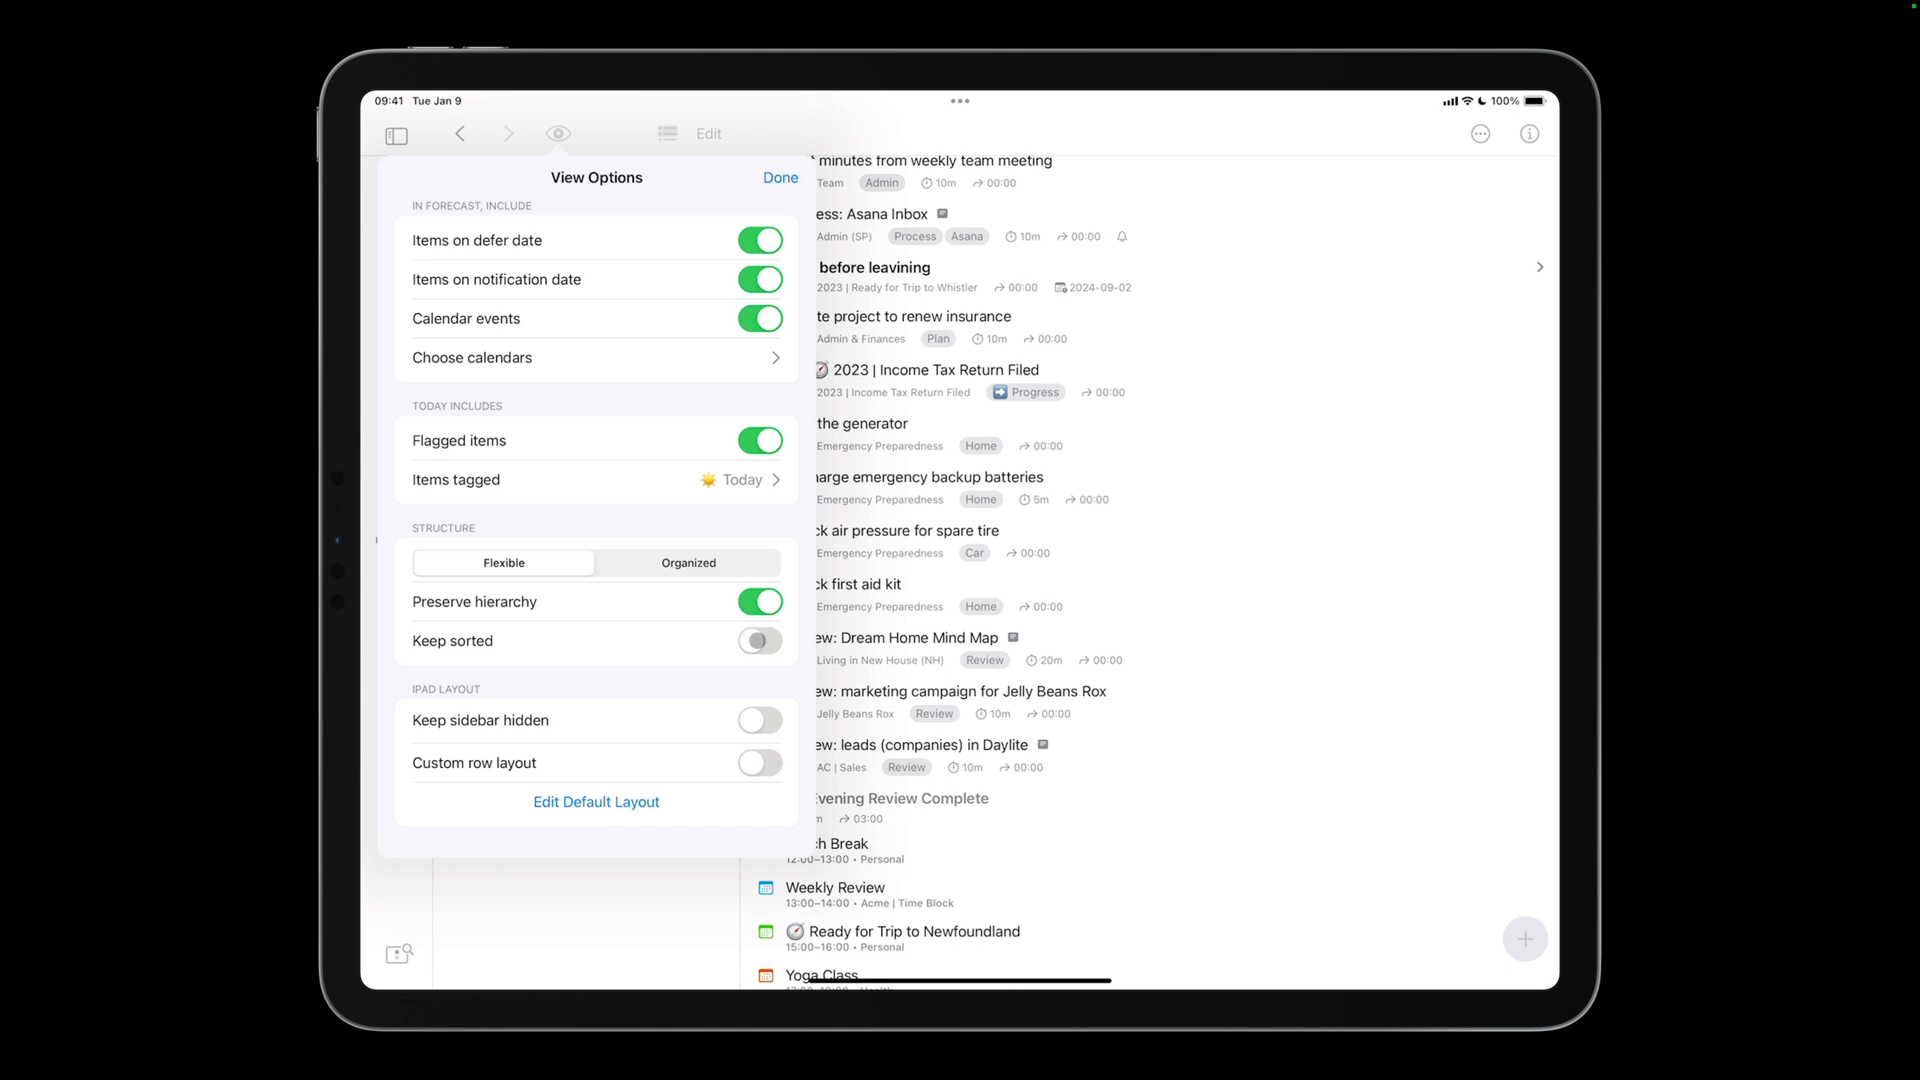 09:41 Tue Jan 9
100%
Edit
View Options
Done
IN FORECAST, INCLUDE
Items on defer date
Items on notification date
Calendar events
Choose calendars
TODAY INCLUDES
Flagged items
Items tagged
Today
STRUCTURE
Flexible
Organized
Preserve hierarchy
Keep sorted
IPAD LAYOUT
Keep sidebar hidden
Custom row layout
Edit Default Layout
minutes from weekly team meeting
Team Admin 10m 00:00
ess: Asana Inbox
Admin (SP) Process Asana 10m 00:00
before leavining
2023 | Ready for Trip to Whistler 00:00 2024-09-02
te project to renew insurance
Admin & Finances Plan 10m 00:00
2023 | Income Tax Return Filed
2023 | Income Tax Return Filed Progress 00:00
the generator
Emergency Preparedness Home 00:00
arge emergency backup batteries
Emergency Preparedness Home 5m 00:00
ck air pressure for spare tire
Emergency Preparedness Car 00:00
ck first aid kit
Emergency Preparedness Home 00:00
ew: Dream Home Mind Map
Living in New House (NH) Review 20m 00:00
ew: marketing campaign for Jelly Beans Rox
Jelly Beans Rox Review 10m 00:00
ew: leads (companies) in Daylite
AC | Sales Review 10m 00:00
Evening Review Complete
m 03:00
ch Break
12:00–13:00 • Personal
Weekly Review
13:00–14:00 • Acme | Time Block
Ready for Trip to Newfoundland
15:00–16:00 • Personal
Yoga Class